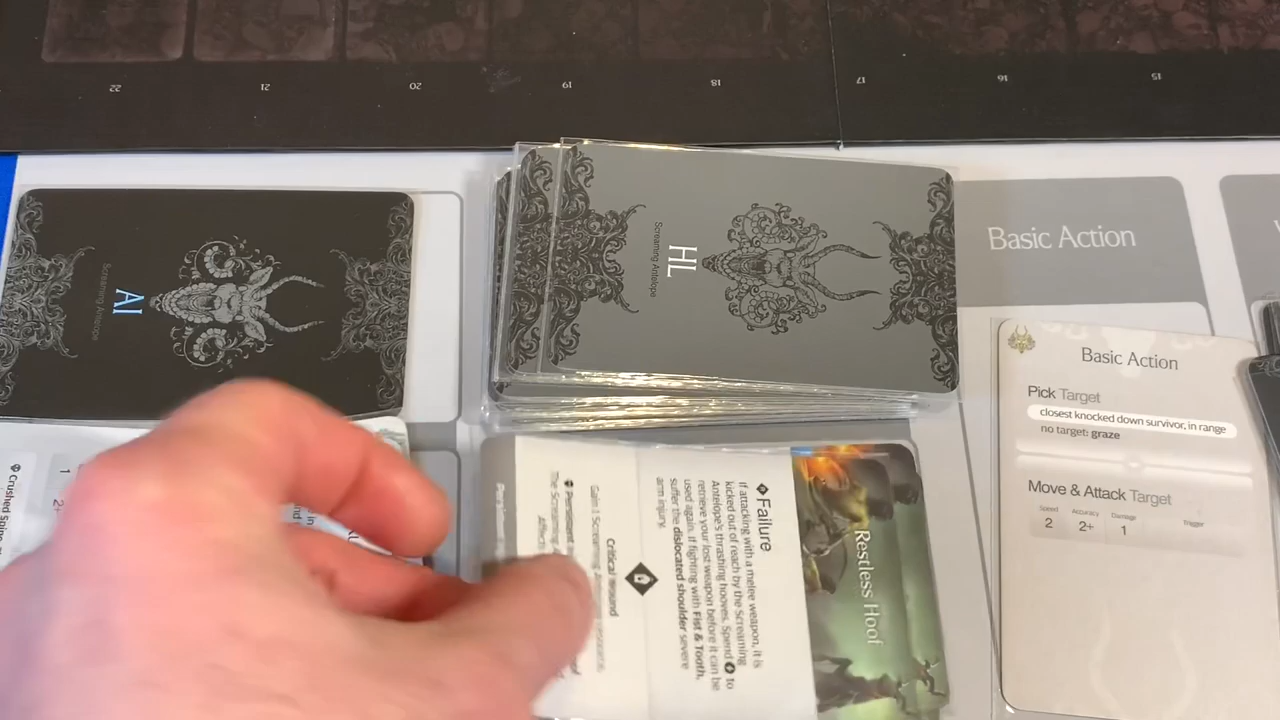 22
21
20
19
18
17
16
15
AI
Screaming Antelope
HL
Screaming Antelope
Basic Action
Basic Action
Pick Target
closest knocked down survivor, in range
no target: graze
Move & Attack Target
Speed Accuracy Damage Trigger
2 2+ 1
Restless Hoof
Failure
If attacking with a melee weapon, it is
kicked out of reach by the Screaming
Antelope's thrashing hooves. Spend to
retrieve your lost weapon before it can be
used again. If fighting with Fist & Tooth,
suffer the dislocated shoulder severe
arm injury.
Critical Wound
Gain 1 Screaming
Persistent
The Screaming
Crushed
1